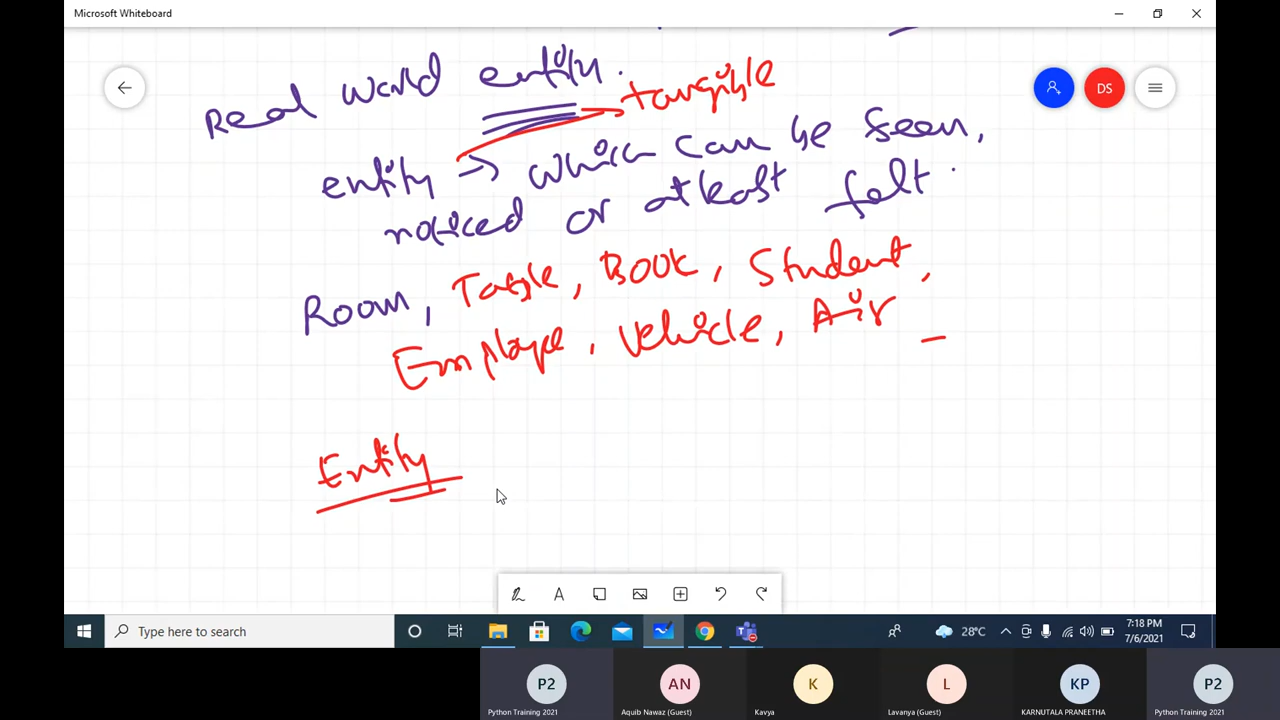 Microsoft Whiteboard
Real World entity.
tangible
DS
entity → which can be seen,
noticed or atleast felt.
Room, Table, Book, Student,
Employe, Vehicle, Air _
Entity
A
Type here to search
28°C
7:18 PM
7/6/2021
P2 AN K L KP P2
Python Training 2021 Aquib Nawaz (Guest) Kavya Lavanya (Guest) KARNUTALA PRANEETHA Python Training 2021